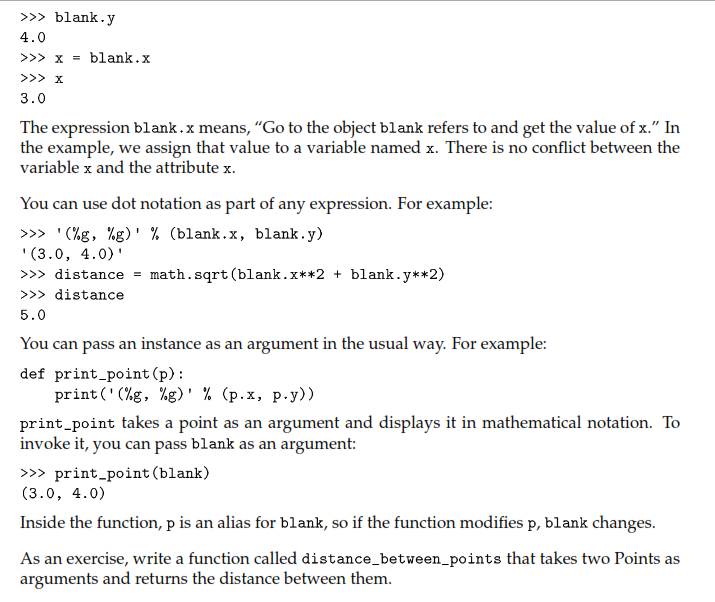 >>> blank.y
4.0
>>> x = blank.x
>>> x
3.0
The expression blank.x means, “Go to the object blank refers to and get the value of x.” In
the example, we assign that value to a variable named x. There is no conflict between the
variable x and the attribute x.
You can use dot notation as part of any expression. For example:
>>> '(%g, %g)' % (blank.x, blank.y)
'(3.0, 4.0)'
>>> distance = math.sqrt(blank.x**2 + blank.y**2)
>>> distance
5.0
You can pass an instance as an argument in the usual way. For example:
def print_point(p):
    print('(%g, %g)' % (p.x, p.y))
print_point takes a point as an argument and displays it in mathematical notation. To
invoke it, you can pass blank as an argument:
>>> print_point(blank)
(3.0, 4.0)
Inside the function, p is an alias for blank, so if the function modifies p, blank changes.
As an exercise, write a function called distance_between_points that takes two Points as
arguments and returns the distance between them.